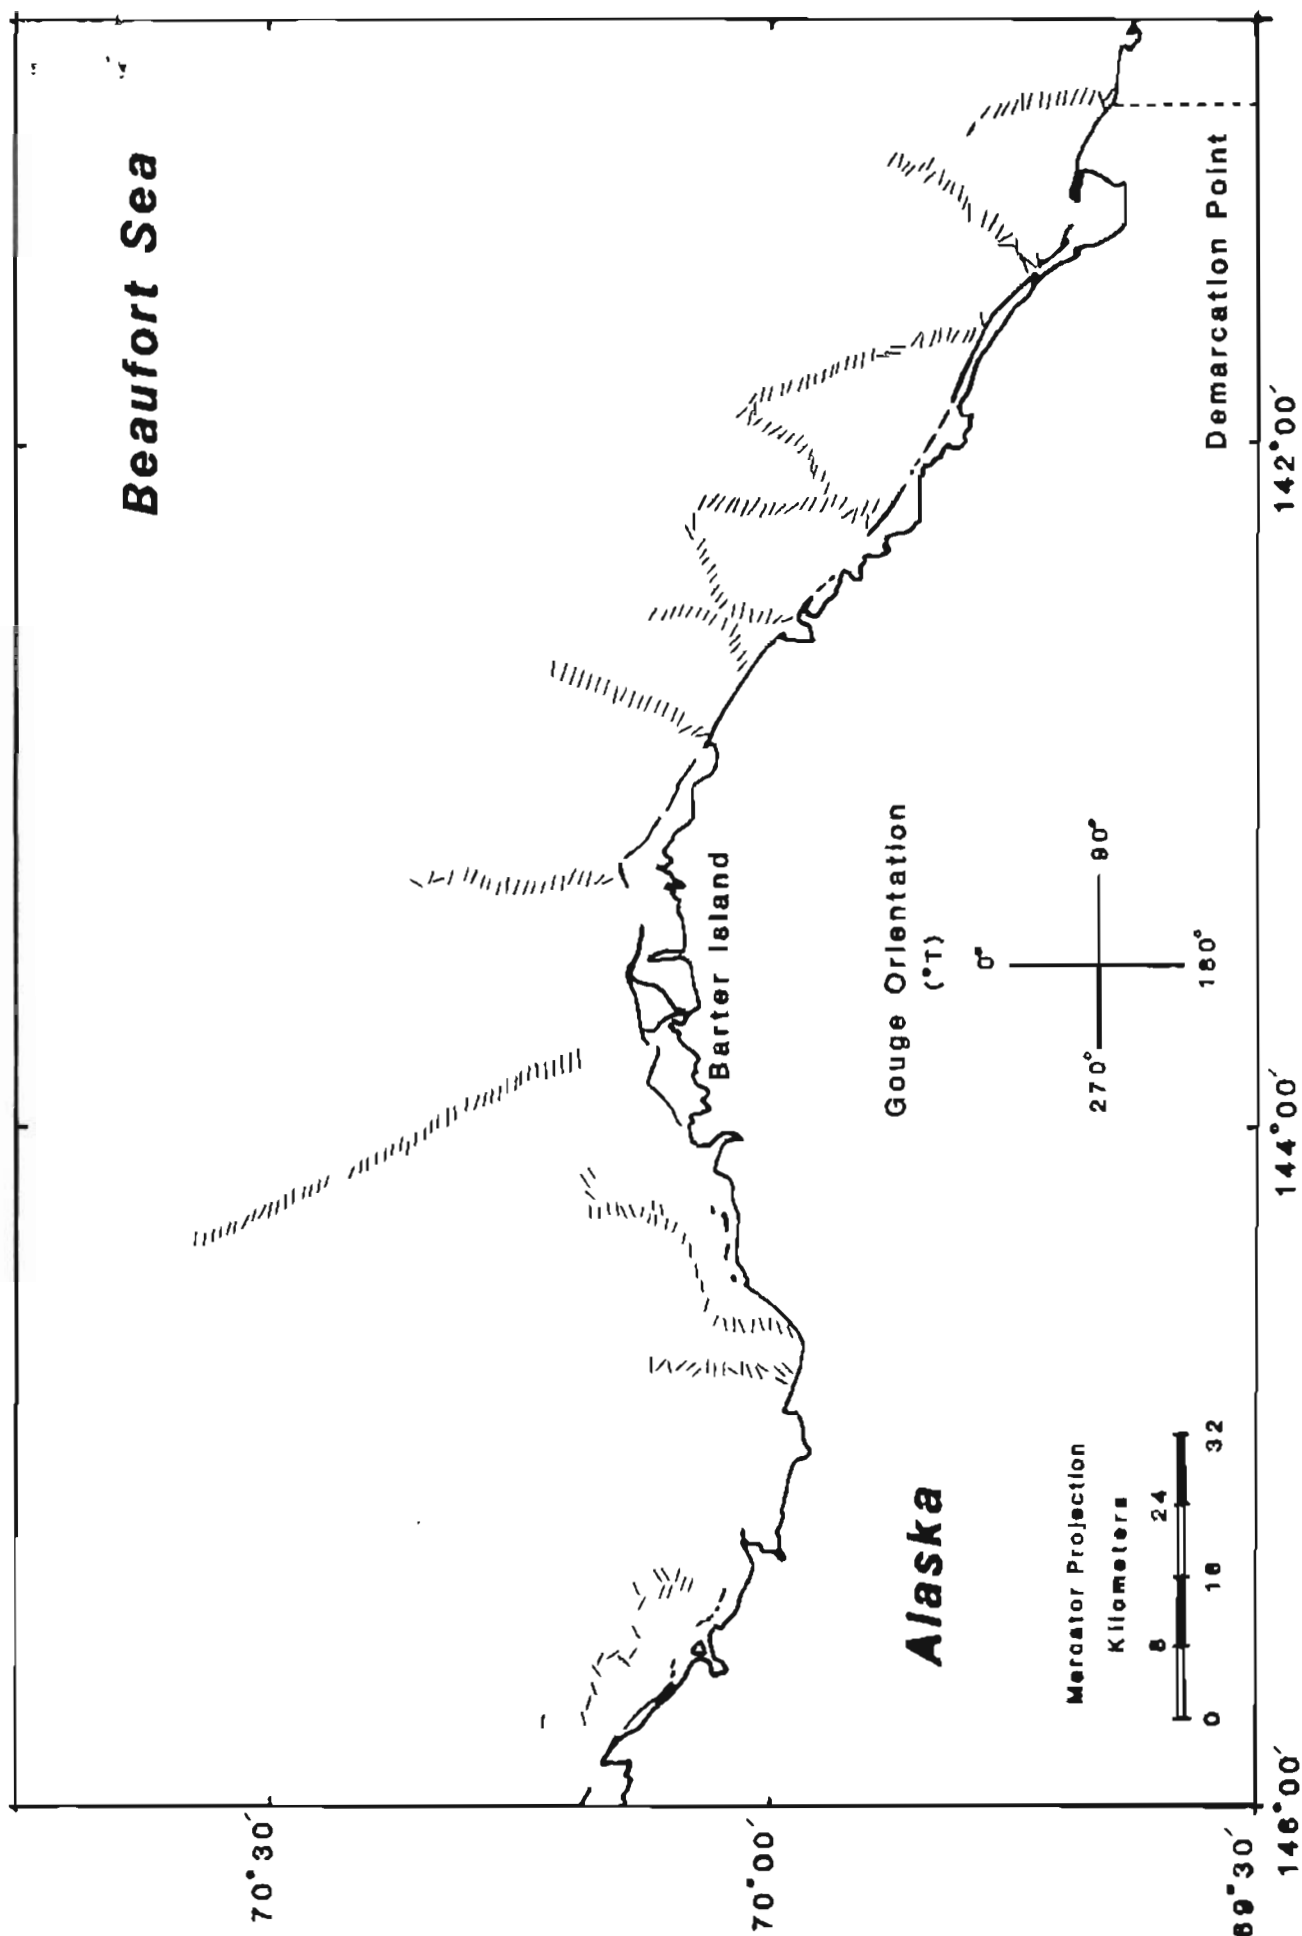 Beaufort Sea
70°30′
70°00′
69°30′
Barter Island
Demarcation Point
Alaska
Gouge Orientation
(°T)
0°
270°
90°
180°
Mercator Projection
Kilometers
0 8 16 24 32
146°00′
144°00′
142°00′